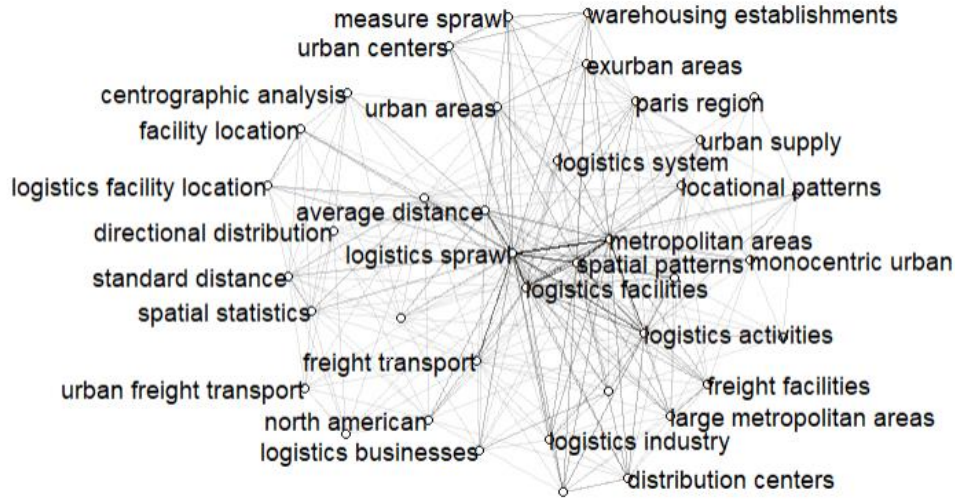 measure sprawl
warehousing establishments
urban centers
exurban areas
centrographic analysis
urban areas
paris region
facility location
urban supply
logistics system
logistics facility location
locational patterns
average distance
directional distribution
metropolitan areas
logistics sprawl
spatial patterns
monocentric urban
standard distance
logistics facilities
spatial statistics
logistics activities
freight transport
urban freight transport
freight facilities
north american
large metropolitan areas
logistics businesses
logistics industry
distribution centers